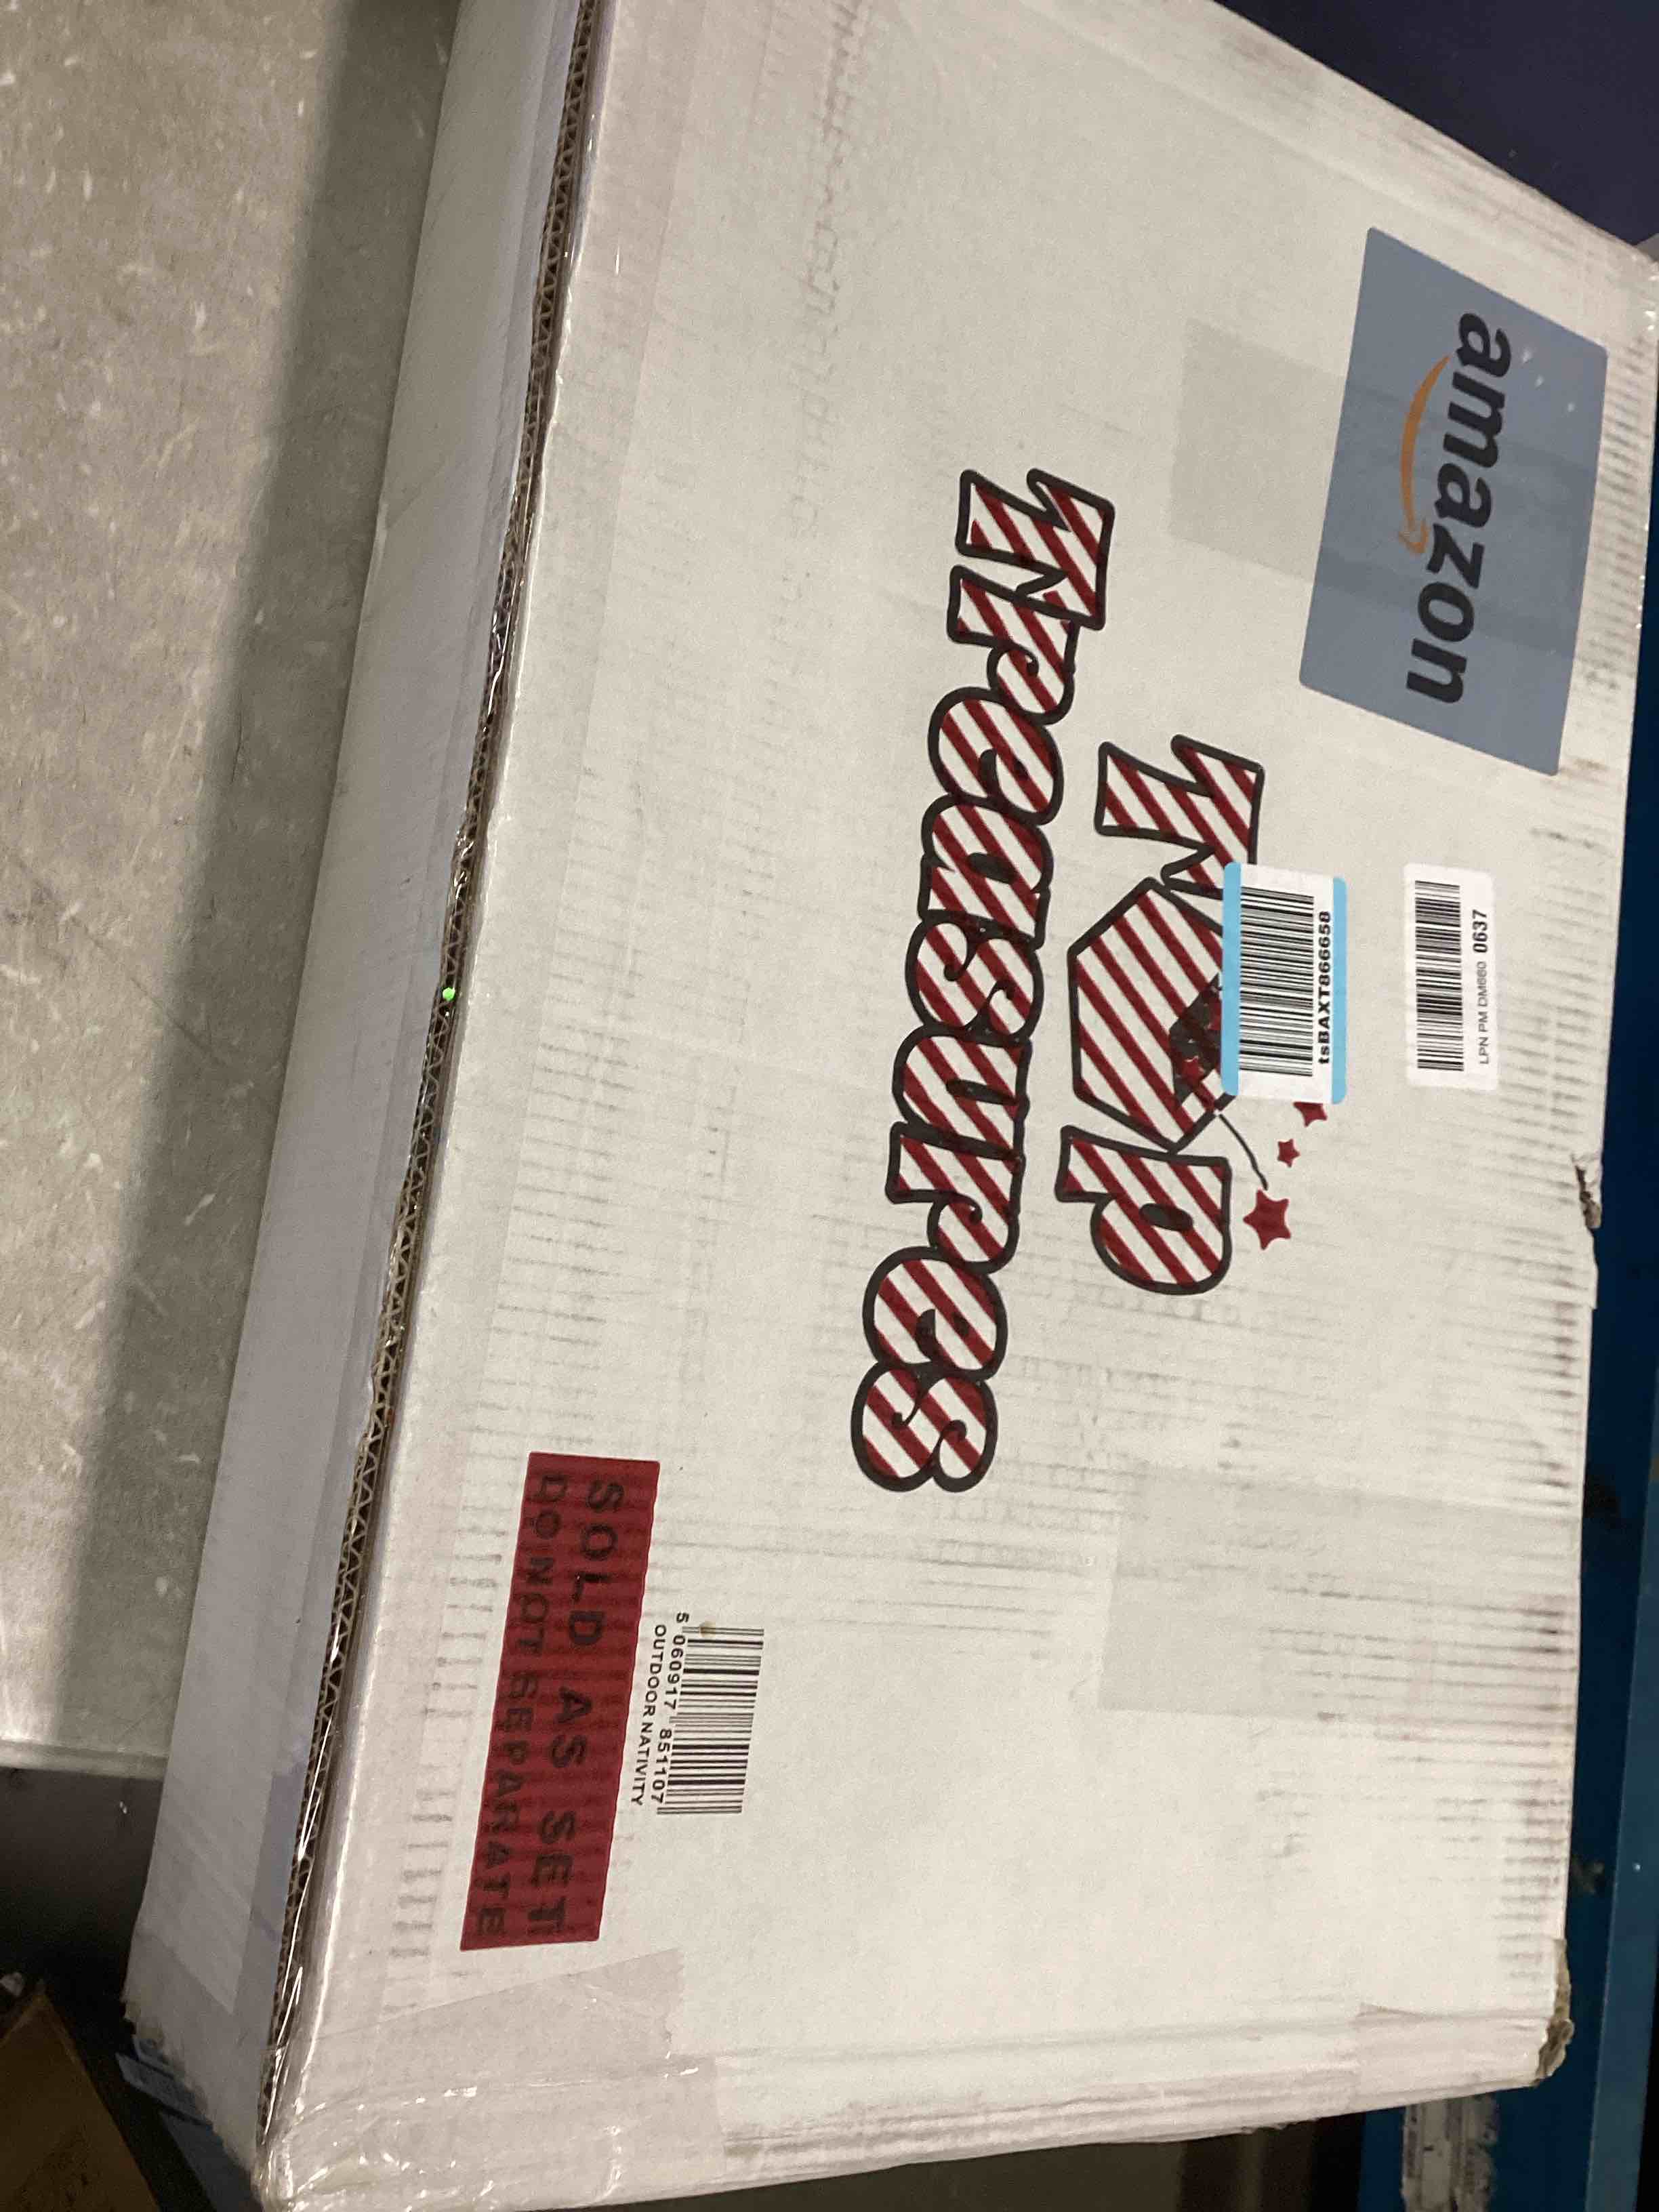 amazon
LPN PM DM660 0637
tsBAXT866658
Top
Treasures
5 060917 851107
OUTDOOR NATIVITY
SOLD AS SET
DO NOT SEPARATE